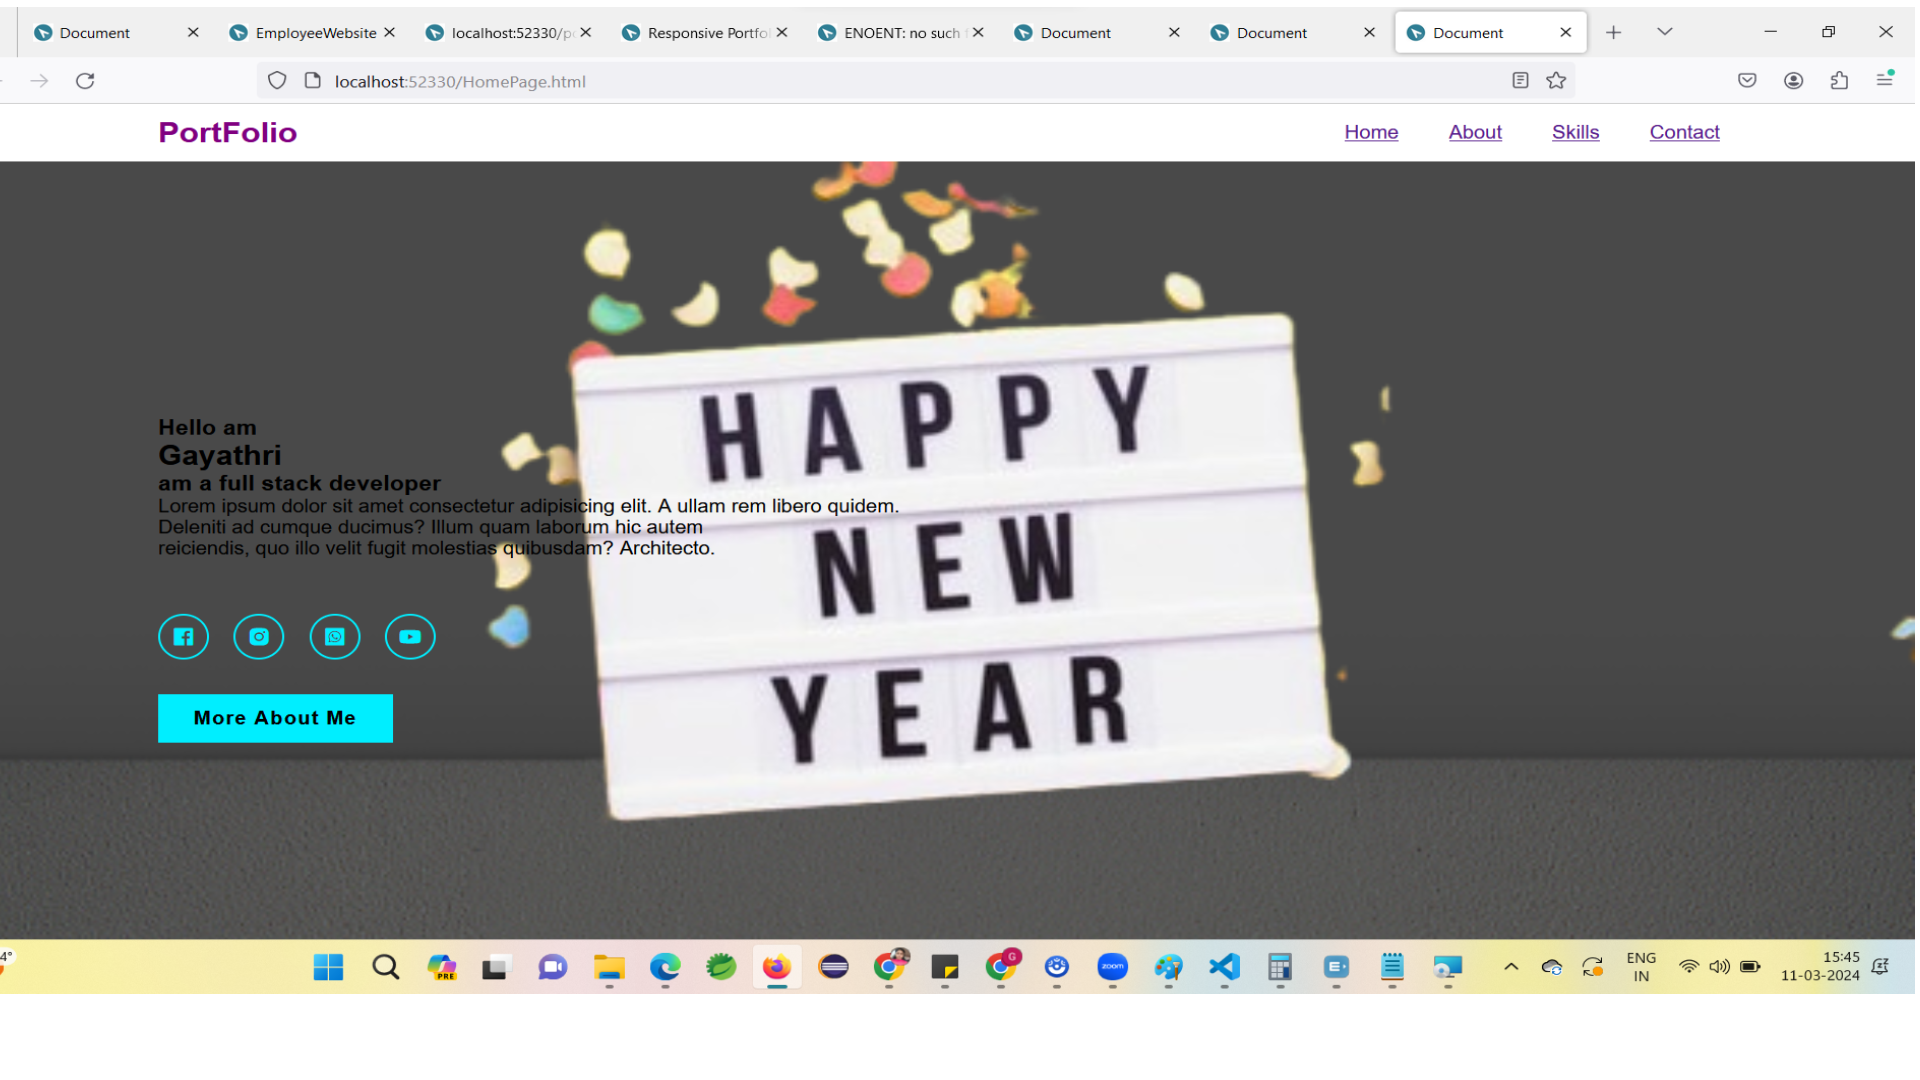 Document
EmployeeWebsite
localhost:52330/p
Responsive Portfo
ENOENT: no such
Document
Document
Document
localhost:52330/HomePage.html
PortFolio
Home
About
Skills
Contact
HAPPY
NEW
YEAR
Hello am
Gayathri
am a full stack developer
Lorem ipsum dolor sit amet consectetur adipisicing elit. A ullam rem libero quidem.
Deleniti ad cumque ducimus? Illum quam laborum hic autem
reiciendis, quo illo velit fugit molestias quibusdam? Architecto.
More About Me
4°
PRE
G
zoom
ENG
IN
15:45
11-03-2024